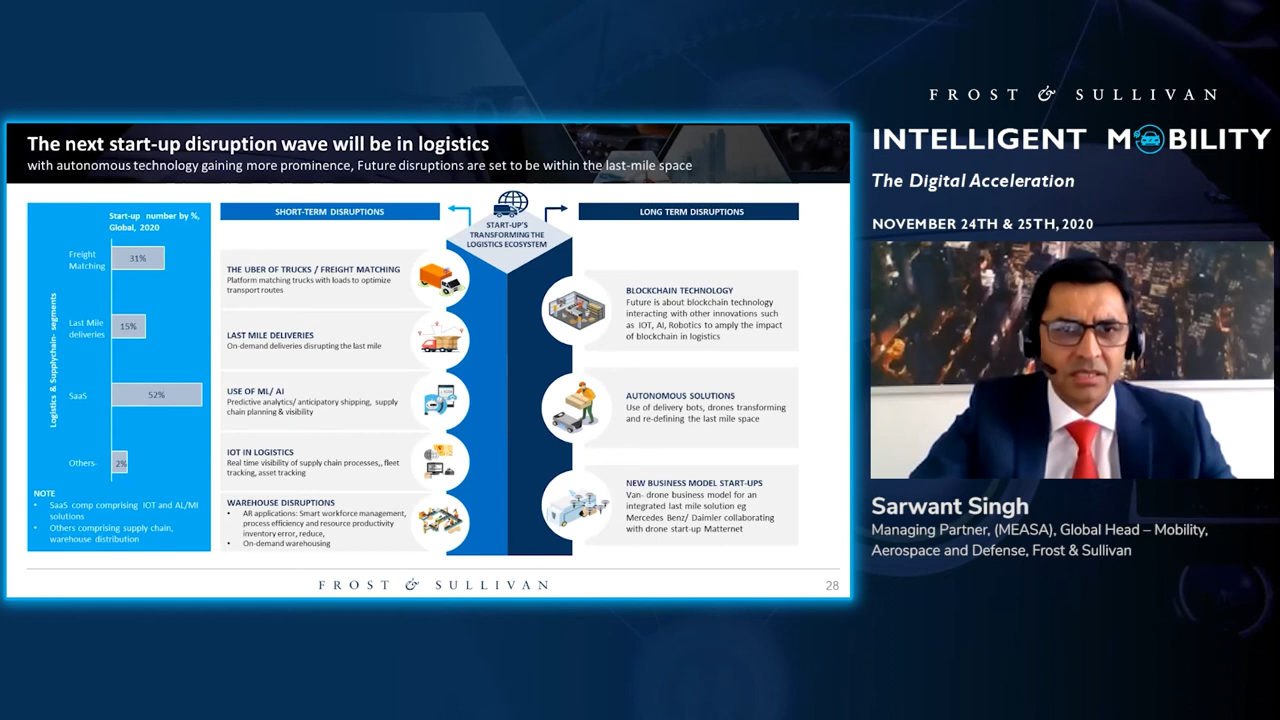 FROST & SULLIVAN
INTELLIGENT MOBILITY
The Digital Acceleration
NOVEMBER 24TH & 25TH, 2020
The next start-up disruption wave will be in logistics
with autonomous technology gaining more prominence, Future disruptions are set to be within the last-mile space
Start-up number by %,
Global, 2020
Logistics & Supplychain- segments
Freight
Matching
31%
Last Mile
deliveries
15%
SaaS
52%
Others-
2%
NOTE
• SaaS comp comprising IOT and AL/MI
solutions
• Others comprising supply chain,
warehouse distribution
SHORT-TERM DISRUPTIONS
THE UBER OF TRUCKS / FREIGHT MATCHING
Platform matching trucks with loads to optimize
transport routes
LAST MILE DELIVERIES
On-demand deliveries disrupting the last mile
USE OF ML/ AI
Predictive analytics/ anticipatory shipping, supply
chain planning & visibility
IOT IN LOGISTICS
Real time visibility of supply chain processes,, fleet
tracking, asset tracking
WAREHOUSE DISRUPTIONS
• AR applications: Smart workforce management,
process efficiency and resource productivity
inventory error, reduce,
• On-demand warehousing
START-UP'S
TRANSFORMING THE
LOGISTICS ECOSYSTEM
LONG TERM DISRUPTIONS
BLOCKCHAIN TECHNOLOGY
Future is about blockchain technology
interacting with other innovations such
as IOT, AI, Robotics to amply the impact
of blockchain in logistics
AUTONOMOUS SOLUTIONS
Use of delivery bots, drones transforming
and re-defining the last mile space
NEW BUSINESS MODEL START-UPS
Van- drone business model for an
integrated last mile solution eg
Mercedes Benz/ Daimler collaborating
with drone start-up Matternet
FROST & SULLIVAN
28
Sarwant Singh
Managing Partner, (MEASA), Global Head – Mobility,
Aerospace and Defense, Frost & Sullivan